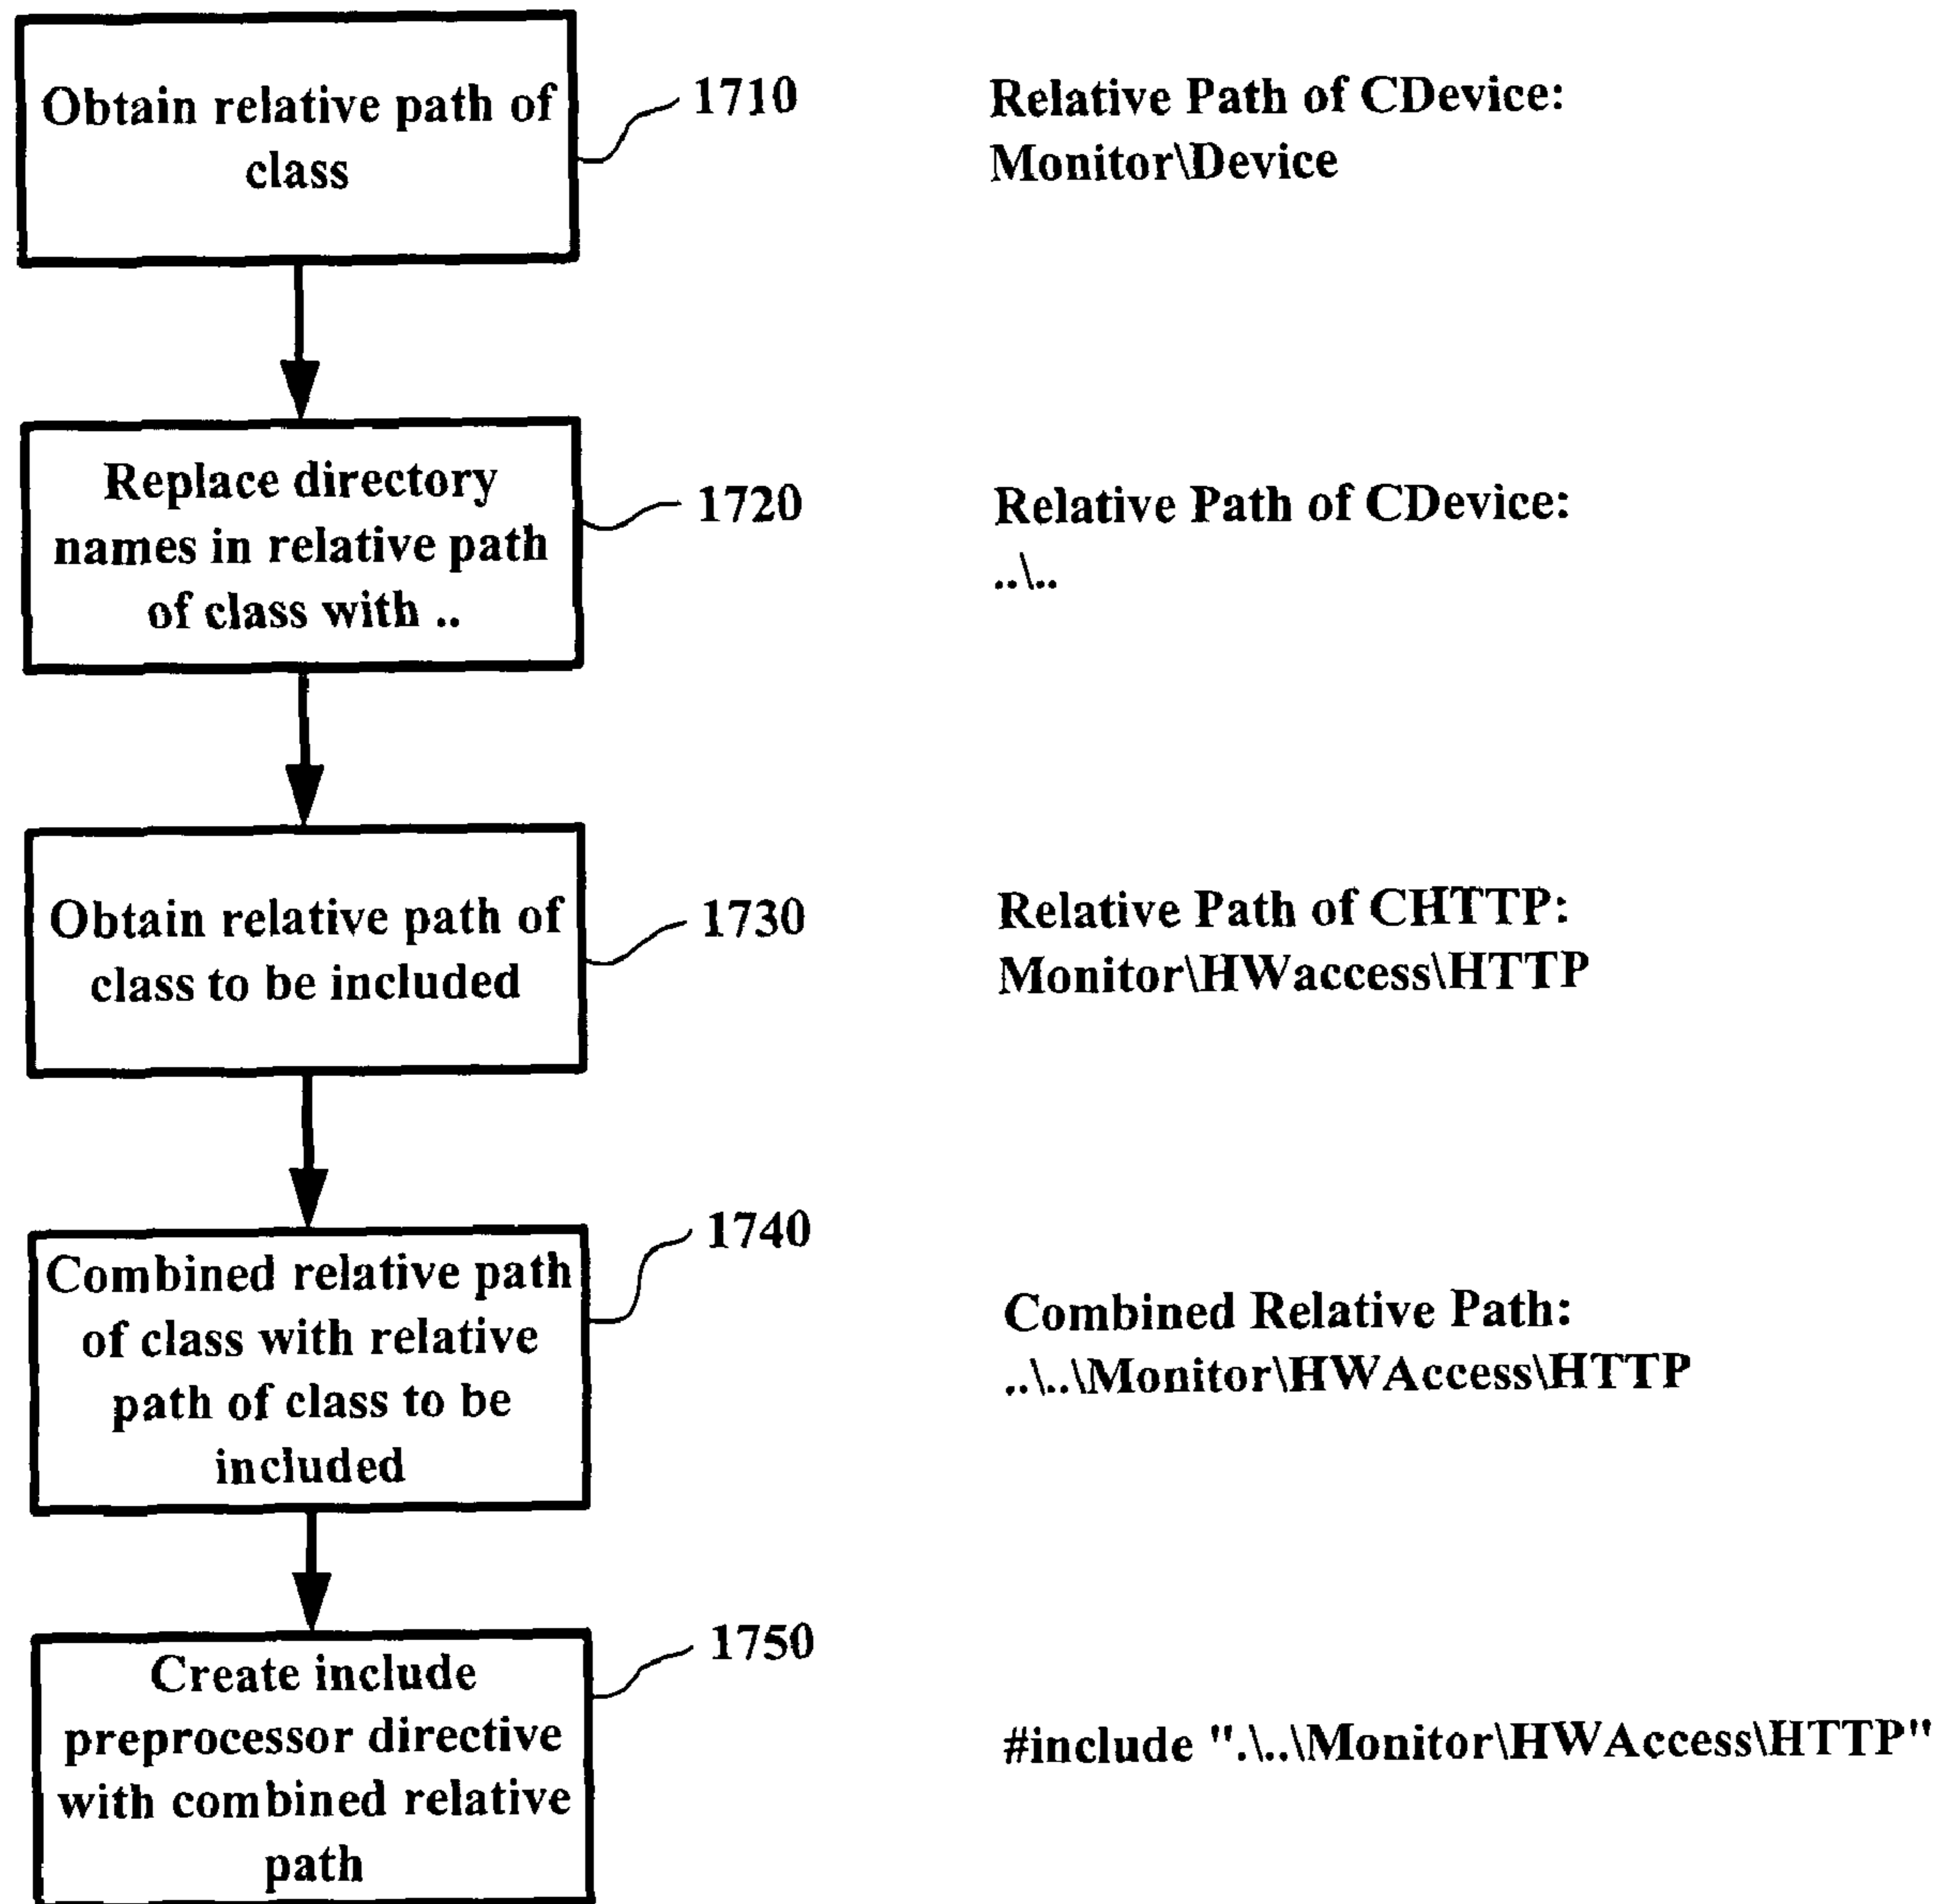 Obtain relative path of
class
1710
Relative Path of CDevice:
Monitor\Device
Replace directory
names in relative path
of class with ..
1720
Relative Path of CDevice:
..\..
Obtain relative path of
class to be included
1730
Relative Path of CHTTP:
Monitor\HWaccess\HTTP
Combined relative path
of class with relative
path of class to be
included
1740
Combined Relative Path:
..\..\Monitor\HWAccess\HTTP
Create include
preprocessor directive
with combined relative
path
1750
#include ".\..\Monitor\HWAccess\HTTP"